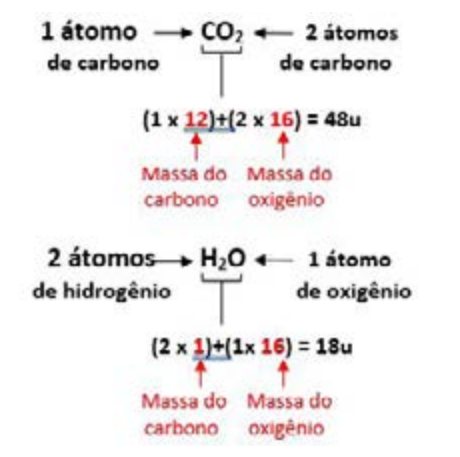 1 átomo CO₂ 2 átomos
de carbono de carbono
(1 x 12)+(2 x 16) = 48u
Massa do Massa do
carbono oxigênio
2 átomos H₂O 1 átomo
de hidrogênio de oxigênio
(2 x 1)+(1x 16) = 18u
Massa do Massa do
carbono oxigênio